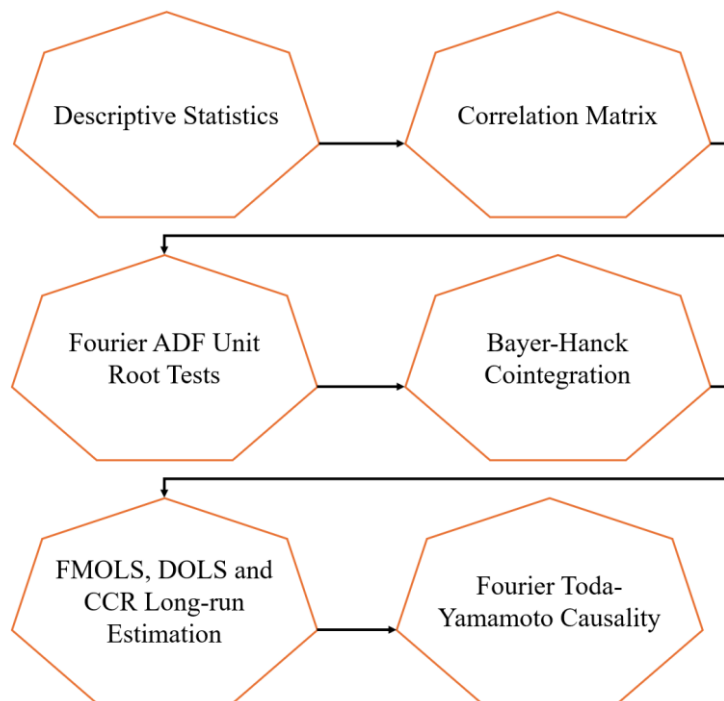 Descriptive Statistics
Correlation Matrix
Fourier ADF Unit
Root Tests
Bayer-Hanck
Cointegration
FMOLS, DOLS and
CCR Long-run
Estimation
Fourier Toda-
Yamamoto Causality